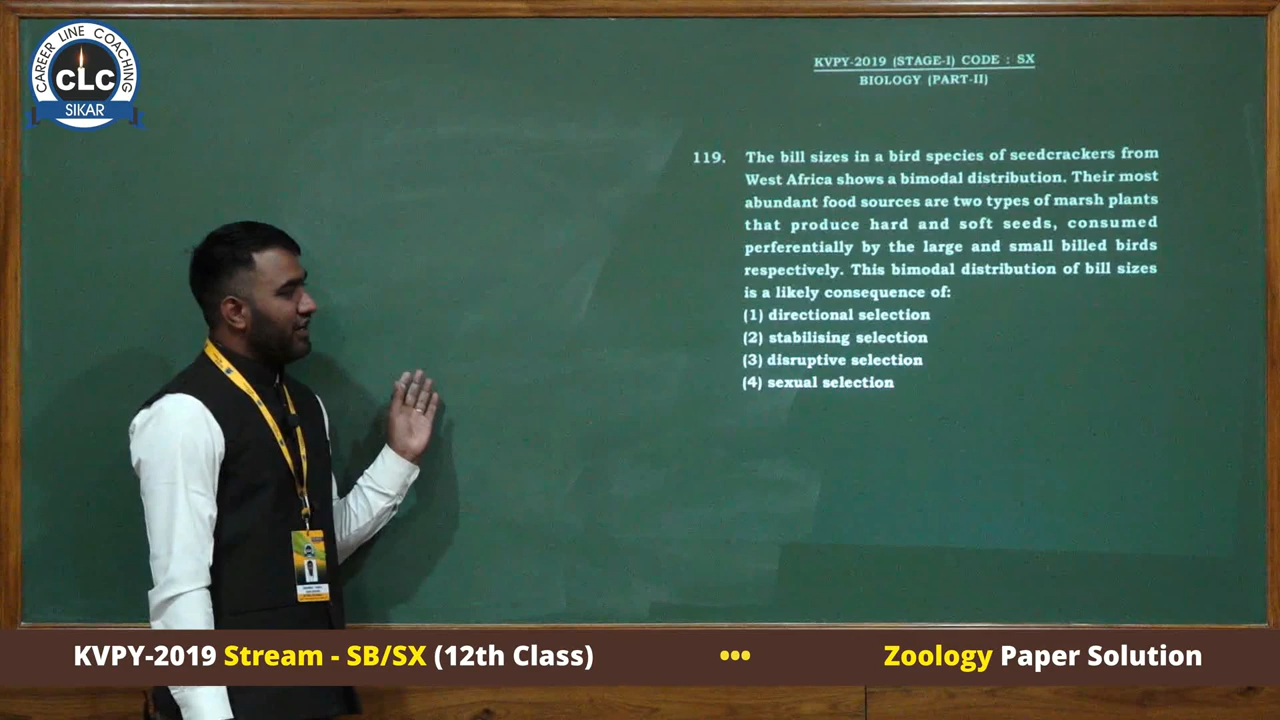 CAREER LINE COACHING
CLC
SIKAR
KVPY-2019 (STAGE-I) CODE : SX
BIOLOGY (PART-II)
119. The bill sizes in a bird species of seedcrackers from
West Africa shows a bimodal distribution. Their most
abundant food sources are two types of marsh plants
that produce hard and soft seeds, consumed
perferentially by the large and small billed birds
respectively. This bimodal distribution of bill sizes
is a likely consequence of:
(1) directional selection
(2) stabilising selection
(3) disruptive selection
(4) sexual selection
KVPY-2019 Stream - SB/SX (12th Class) ••• Zoology Paper Solution